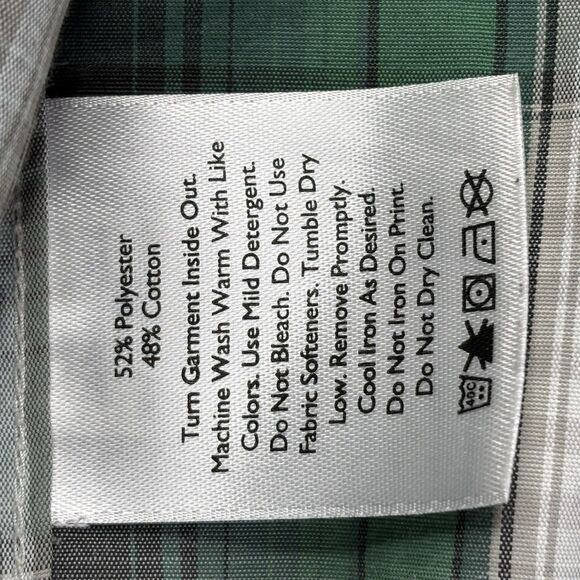 52% Polyester
48% Cotton
Turn Garment Inside Out.
Machine Wash Warm With Like
Colors. Use Mild Detergent.
Do Not Bleach. Do Not Use
Fabric Softeners. Tumble Dry
Low. Remove Promptly.
Cool Iron As Desired.
Do Not Iron On Print.
Do Not Dry Clean.
40C